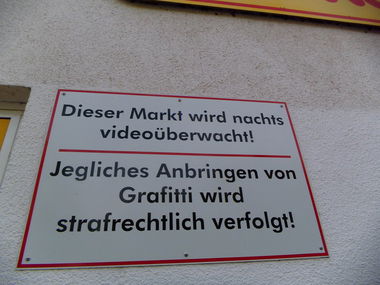 Dieser Markt wird nachts
videoüberwacht!
Jegliches Anbringen von
Grafitti wird
strafrechtlich verfolgt!